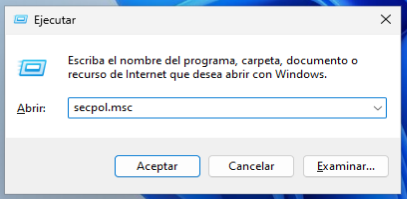 Ejecutar
Escriba el nombre del programa, carpeta, documento o
recurso de Internet que desea abrir con Windows.
Abrir: secpol.msc
Aceptar Cancelar Examinar...